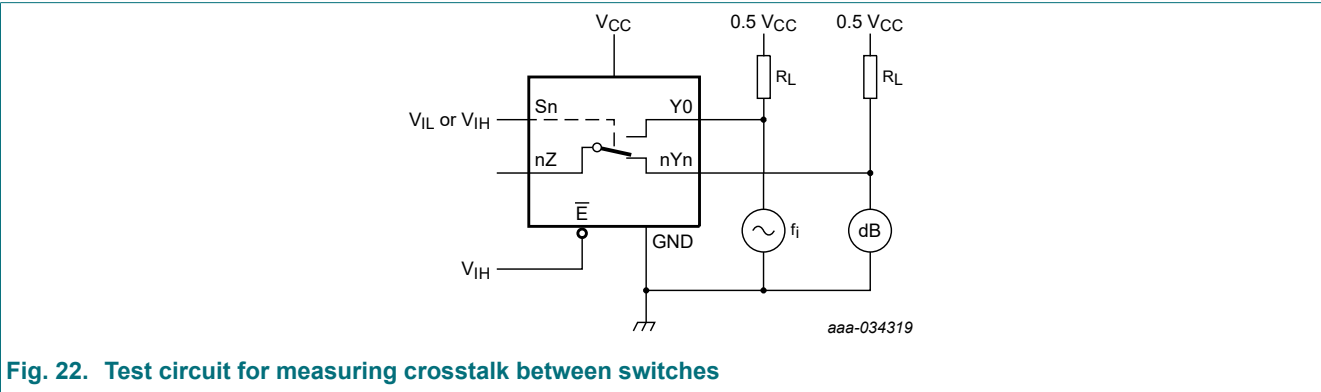 VCC
0.5 VCC
0.5 VCC
RL
RL
Sn
Y0
VIL or VIH
nZ
nYn
E
fi
dB
GND
VIH
aaa-034319
Fig. 22. Test circuit for measuring crosstalk between switches